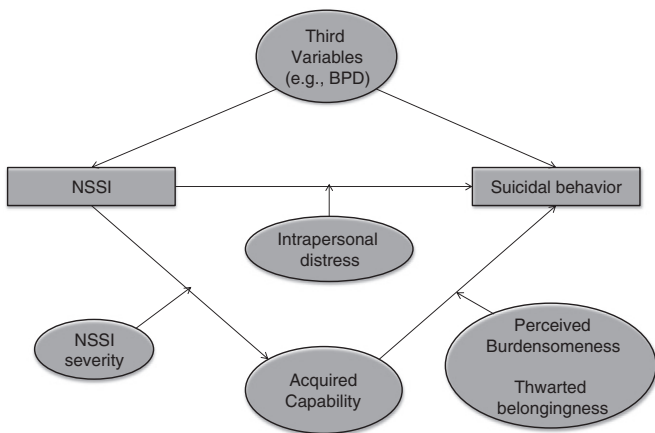 Third
Variables
(e.g., BPD)
NSSI
Suicidal behavior
Intrapersonal
distress
NSSI
severity
Acquired
Capability
Perceived
Burdensomeness
Thwarted
belongingness